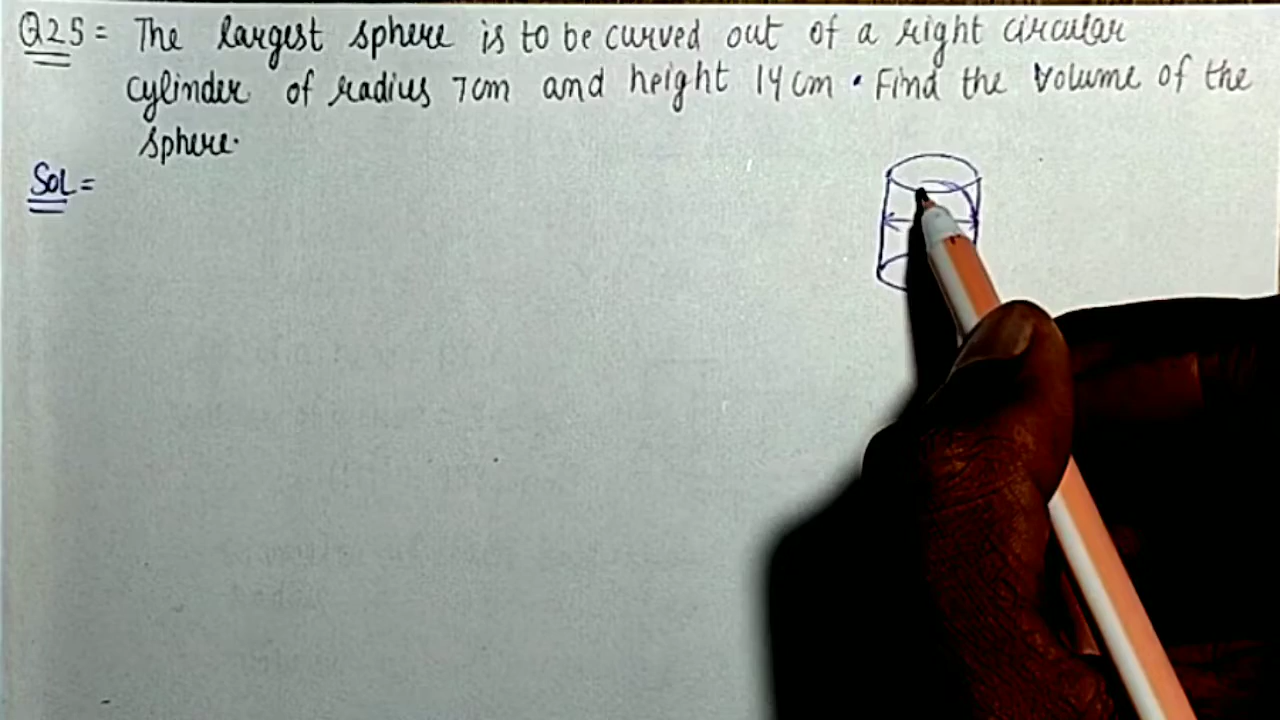 Q25= The largest sphere is to be curved out of a right circular
cylinder of radius 7cm and height 14cm. Find the volume of the
sphere.
Sol=